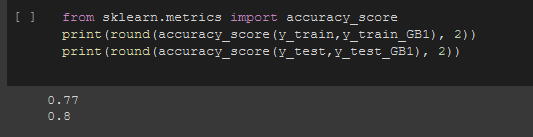 [ ] from sklearn.metrics import accuracy_score
print(round(accuracy_score(y_train,y_train_GB1), 2))
print(round(accuracy_score(y_test,y_test_GB1), 2))
0.77
0.8